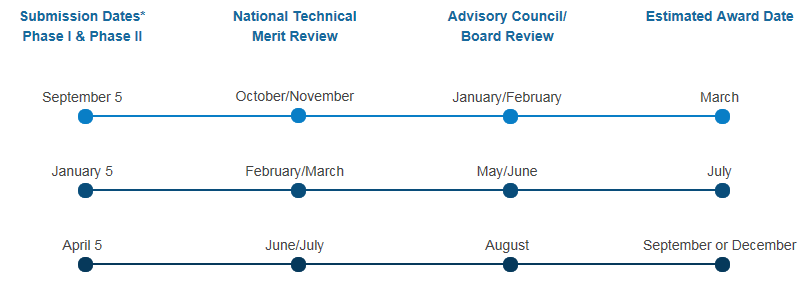 Submission Dates*
Phase I & Phase II
National Technical
Merit Review
Advisory Council/
Board Review
Estimated Award Date
September 5
October/November
January/February
March
January 5
February/March
May/June
July
April 5
June/July
August
September or December